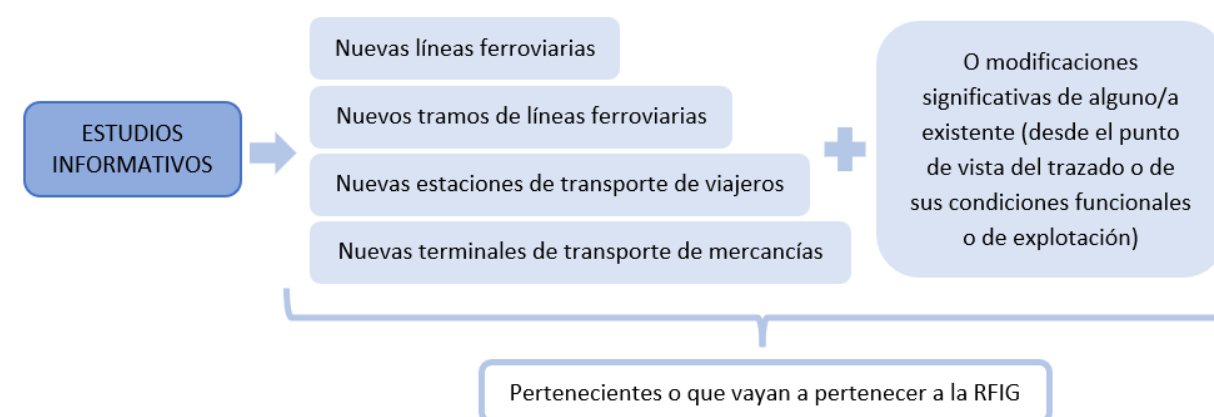 ESTUDIOS
INFORMATIVOS
Nuevas líneas ferroviarias
Nuevos tramos de líneas ferroviarias
Nuevas estaciones de transporte de viajeros
Nuevas terminales de transporte de mercancías
O modificaciones
significativas de alguno/a
existente (desde el punto
de vista del trazado o de
sus condiciones funcionales
o de explotación)
Pertenecientes o que vayan a pertenecer a la RFIG